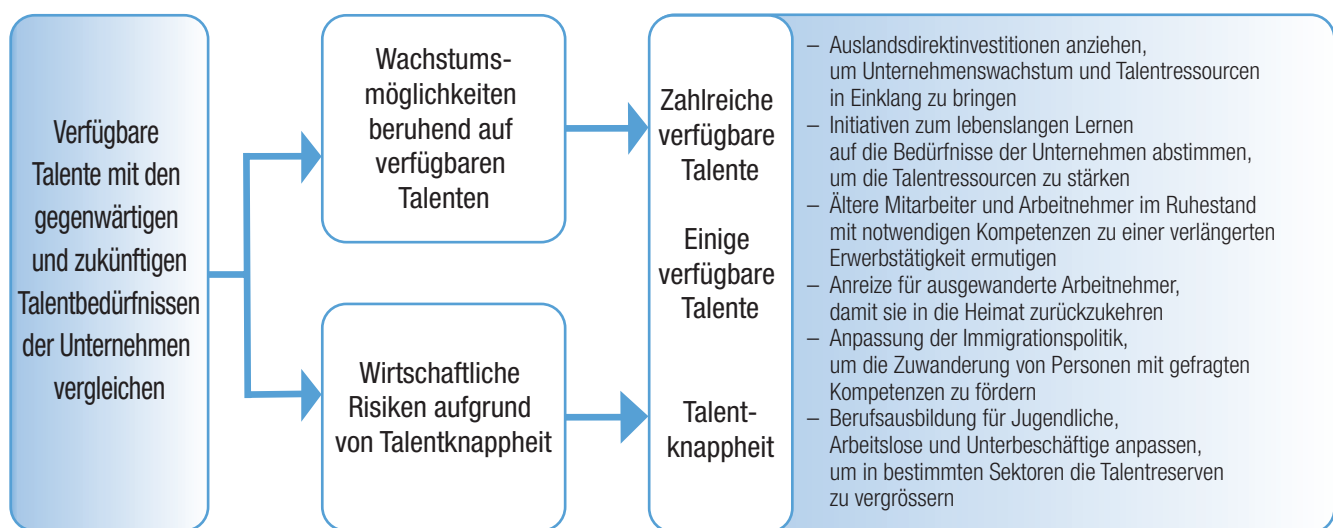 Verfügbare
Talente mit den
gegenwärtigen
und zukünftigen
Talentbedürfnissen
der Unternehmen
vergleichen
Wachstums-
möglichkeiten
beruhend auf
verfügbaren
Talenten
Wirtschaftliche
Risiken aufgrund
von Talentknappheit
Zahlreiche
verfügbare
Talente
Einige
verfügbare
Talente
Talent-
knappheit
– Auslandsdirektinvestitionen anziehen,
um Unternehmenswachstum und Talentressourcen
in Einklang zu bringen
– Initiativen zum lebenslangen Lernen
auf die Bedürfnisse der Unternehmen abstimmen,
um die Talentressourcen zu stärken
– Ältere Mitarbeiter und Arbeitnehmer im Ruhestand
mit notwendigen Kompetenzen zu einer verlängerten
Erwerbstätigkeit ermutigen
– Anreize für ausgewanderte Arbeitnehmer,
damit sie in die Heimat zurückzukehren
– Anpassung der Immigrationspolitik,
um die Zuwanderung von Personen mit gefragten
Kompetenzen zu fördern
– Berufsausbildung für Jugendliche,
Arbeitslose und Unterbeschäftige anpassen,
um in bestimmten Sektoren die Talentreserven
zu vergrössern